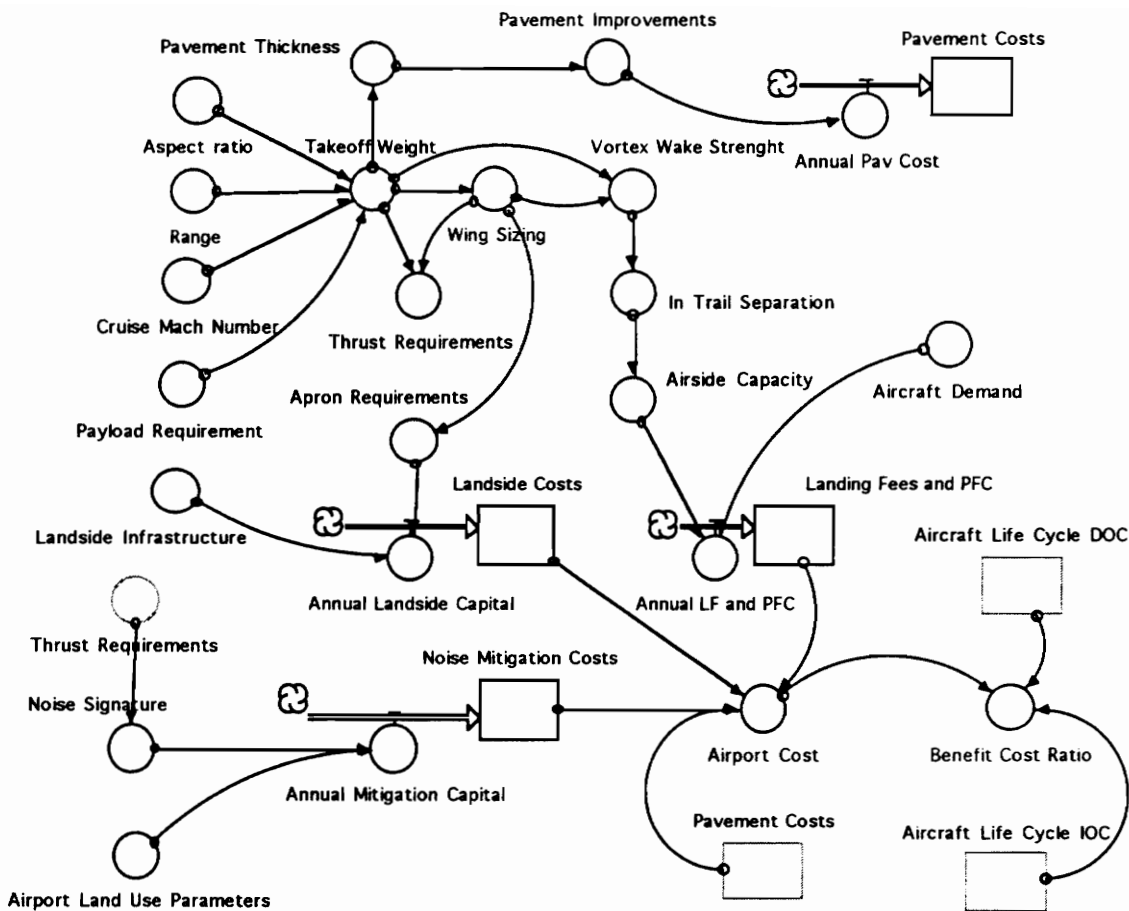 Pavement Improvements
Pavement Thickness
Pavement Costs
Aspect ratio
Takeoff Weight
Vortex Wake Strenght
Annual Pav Cost
Range
Wing Sizing
In Trail Separation
Cruise Mach Number
Thrust Requirements
Airside Capacity
Aircraft Demand
Apron Requirements
Payload Requirement
Landside Costs
Landing Fees and PFC
Landside Infrastructure
Aircraft Life Cycle DOC
Annual Landside Capital
Annual LF and PFC
Thrust Requirements
Noise Mitigation Costs
Noise Signature
Airport Cost
Benefit Cost Ratio
Annual Mitigation Capital
Pavement Costs
Aircraft Life Cycle IOC
Airport Land Use Parameters